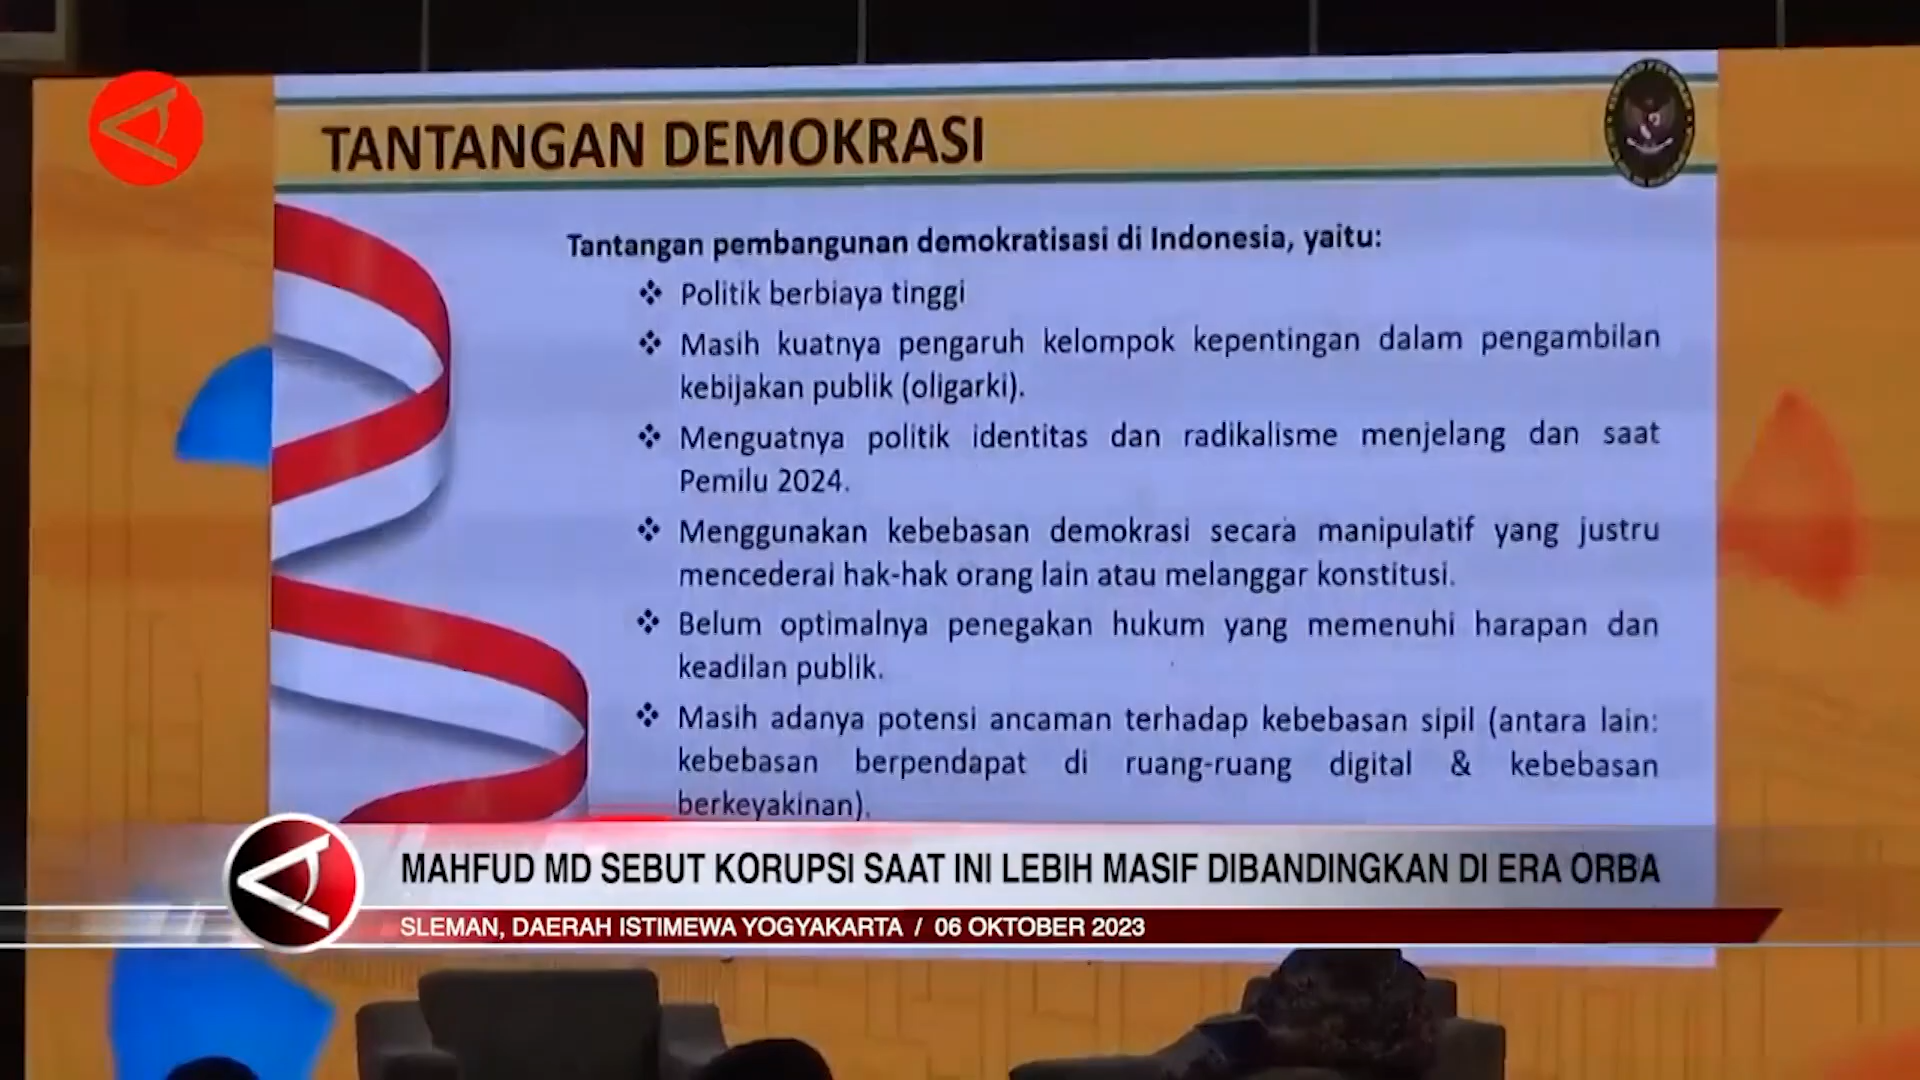 TANTANGAN DEMOKRASI
Tantangan pembangunan demokratisasi di Indonesia, yaitu:
❖ Politik berbiaya tinggi
❖ Masih kuatnya pengaruh kelompok kepentingan dalam pengambilan
kebijakan publik (oligarki).
❖ Menguatnya politik identitas dan radikalisme menjelang dan saat
Pemilu 2024.
❖ Menggunakan kebebasan demokrasi secara manipulatif yang justru
mencederai hak-hak orang lain atau melanggar konstitusi.
❖ Belum optimalnya penegakan hukum yang memenuhi harapan dan
keadilan publik.
❖ Masih adanya potensi ancaman terhadap kebebasan sipil (antara lain:
kebebasan berpendapat di ruang-ruang digital & kebebasan
berkeyakinan).
MAHFUD MD SEBUT KORUPSI SAAT INI LEBIH MASIF DIBANDINGKAN DI ERA ORBA
SLEMAN, DAERAH ISTIMEWA YOGYAKARTA / 06 OKTOBER 2023